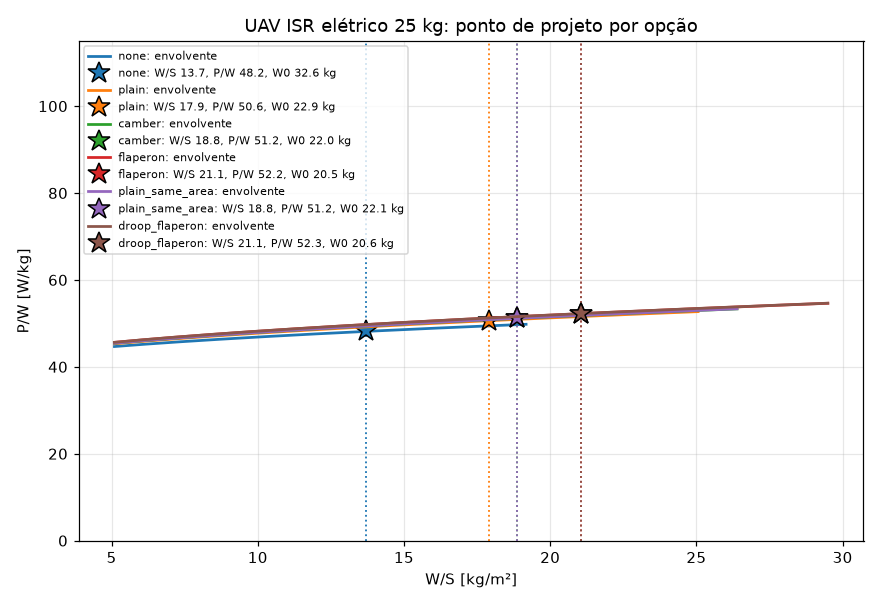 UAV ISR elétrico 25 kg: ponto de projeto por opção
none: envolvente
none: W/S 13.7, P/W 48.2, W0 32.6 kg
plain: envolvente
plain: W/S 17.9, P/W 50.6, W0 22.9 kg
camber: envolvente
camber: W/S 18.8, P/W 51.2, W0 22.0 kg
flaperon: envolvente
flaperon: W/S 21.1, P/W 52.2, W0 20.5 kg
plain_same_area: envolvente
plain_same_area: W/S 18.8, P/W 51.2, W0 22.1 kg
droop_flaperon: envolvente
droop_flaperon: W/S 21.1, P/W 52.3, W0 20.6 kg
100
80
60
40
20
0
P/W [W/kg]
5 10 15 20 25 30
W/S [kg/m²]